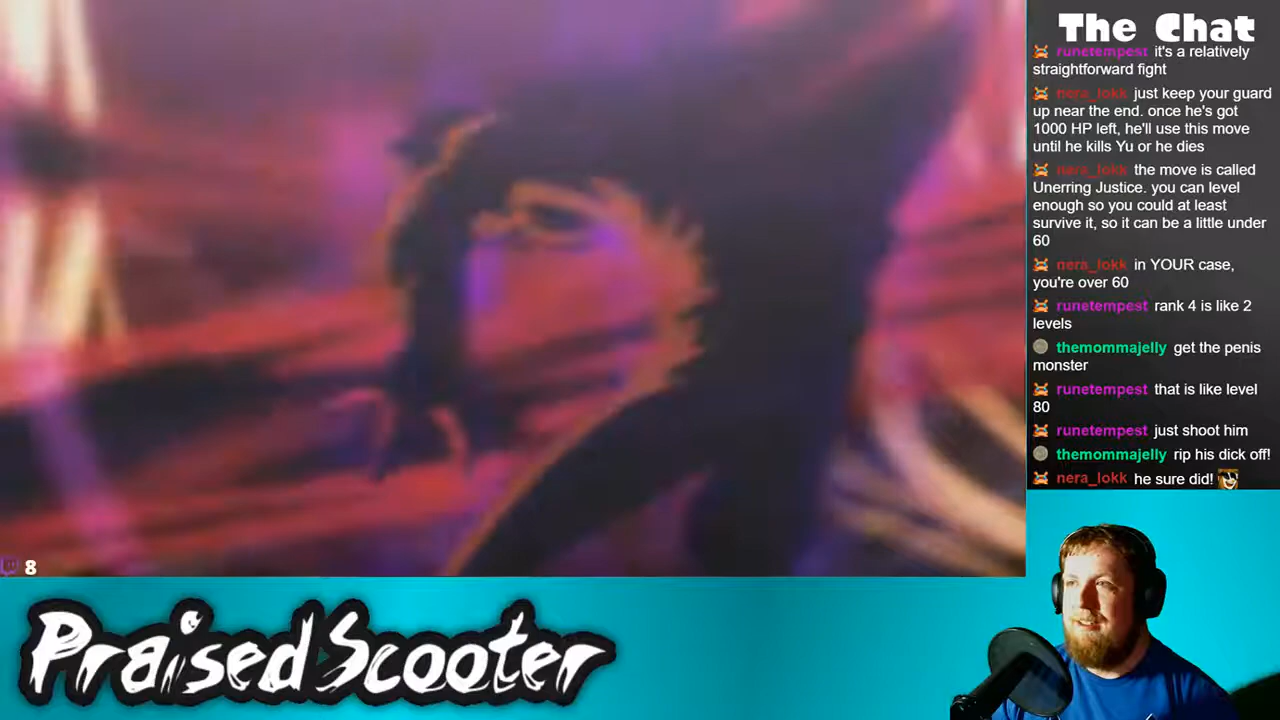 The Chat
runetempest it's a relatively
straightforward fight
nera_lokk just keep your guard
up near the end. once he's got
1000 HP left, he'll use this move
until he kills Yu or he dies
nera_lokk the move is called
Unerring Justice. you can level
enough so you could at least
survive it, so it can be a little under
60
nera_lokk in YOUR case,
you're over 60
runetempest rank 4 is like 2
levels
themommajelly get the penis
monster
runetempest that is like level
80
runetempest just shoot him
themommajelly rip his dick off!
nera_lokk he sure did!
8
PraisedScooter